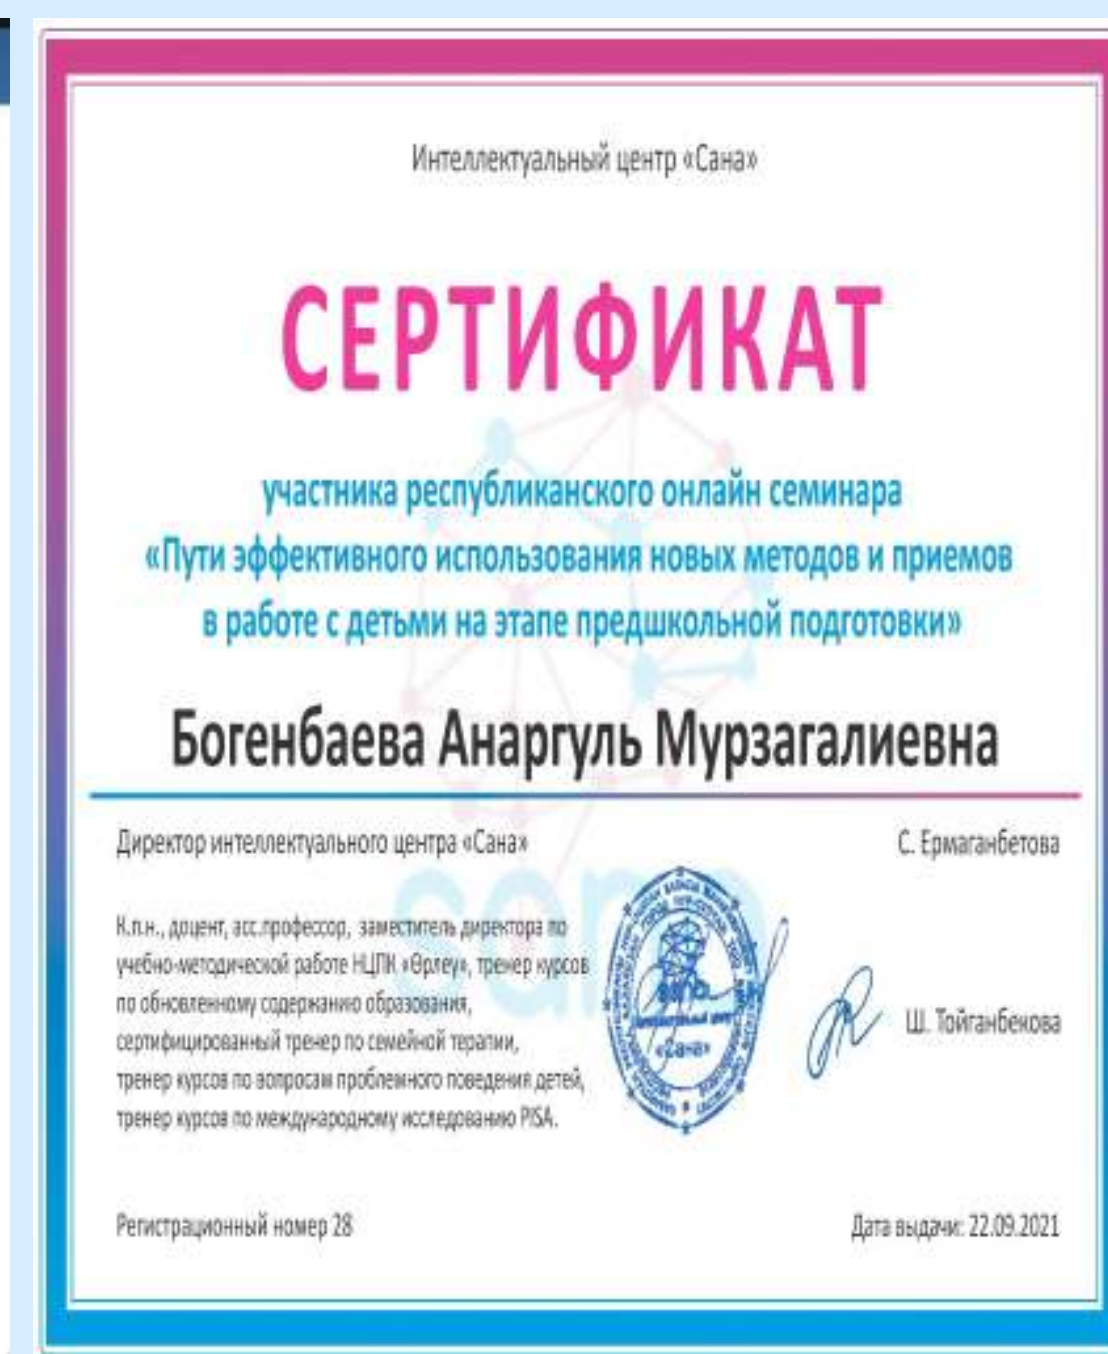 Интеллектуальный центр «Сана»
СЕРТИФИКАТ
участника республиканского онлайн семинара
«Пути эффективного использования новых методов и приемов
в работе с детьми на этапе предшкольной подготовки»
Богенбаева Анаргуль Мурзагалиевна
Директор интеллектуального центра «Сана»
С. Ермаганбетова
К.п.н., доцент, асс.профессор, заместитель директора по
учебно-методической работе НЦПК «Өрлеу», тренер курсов
по обновленному содержанию образования,
сертифицированный тренер по семейной терапии,
тренер курсов по вопросам проблемного поведения детей,
тренер курсов по международному исследованию PISA.
sana
«Сана»
Ш. Тойганбекова
Регистрационный номер 28
Дата выдачи: 22.09.2021